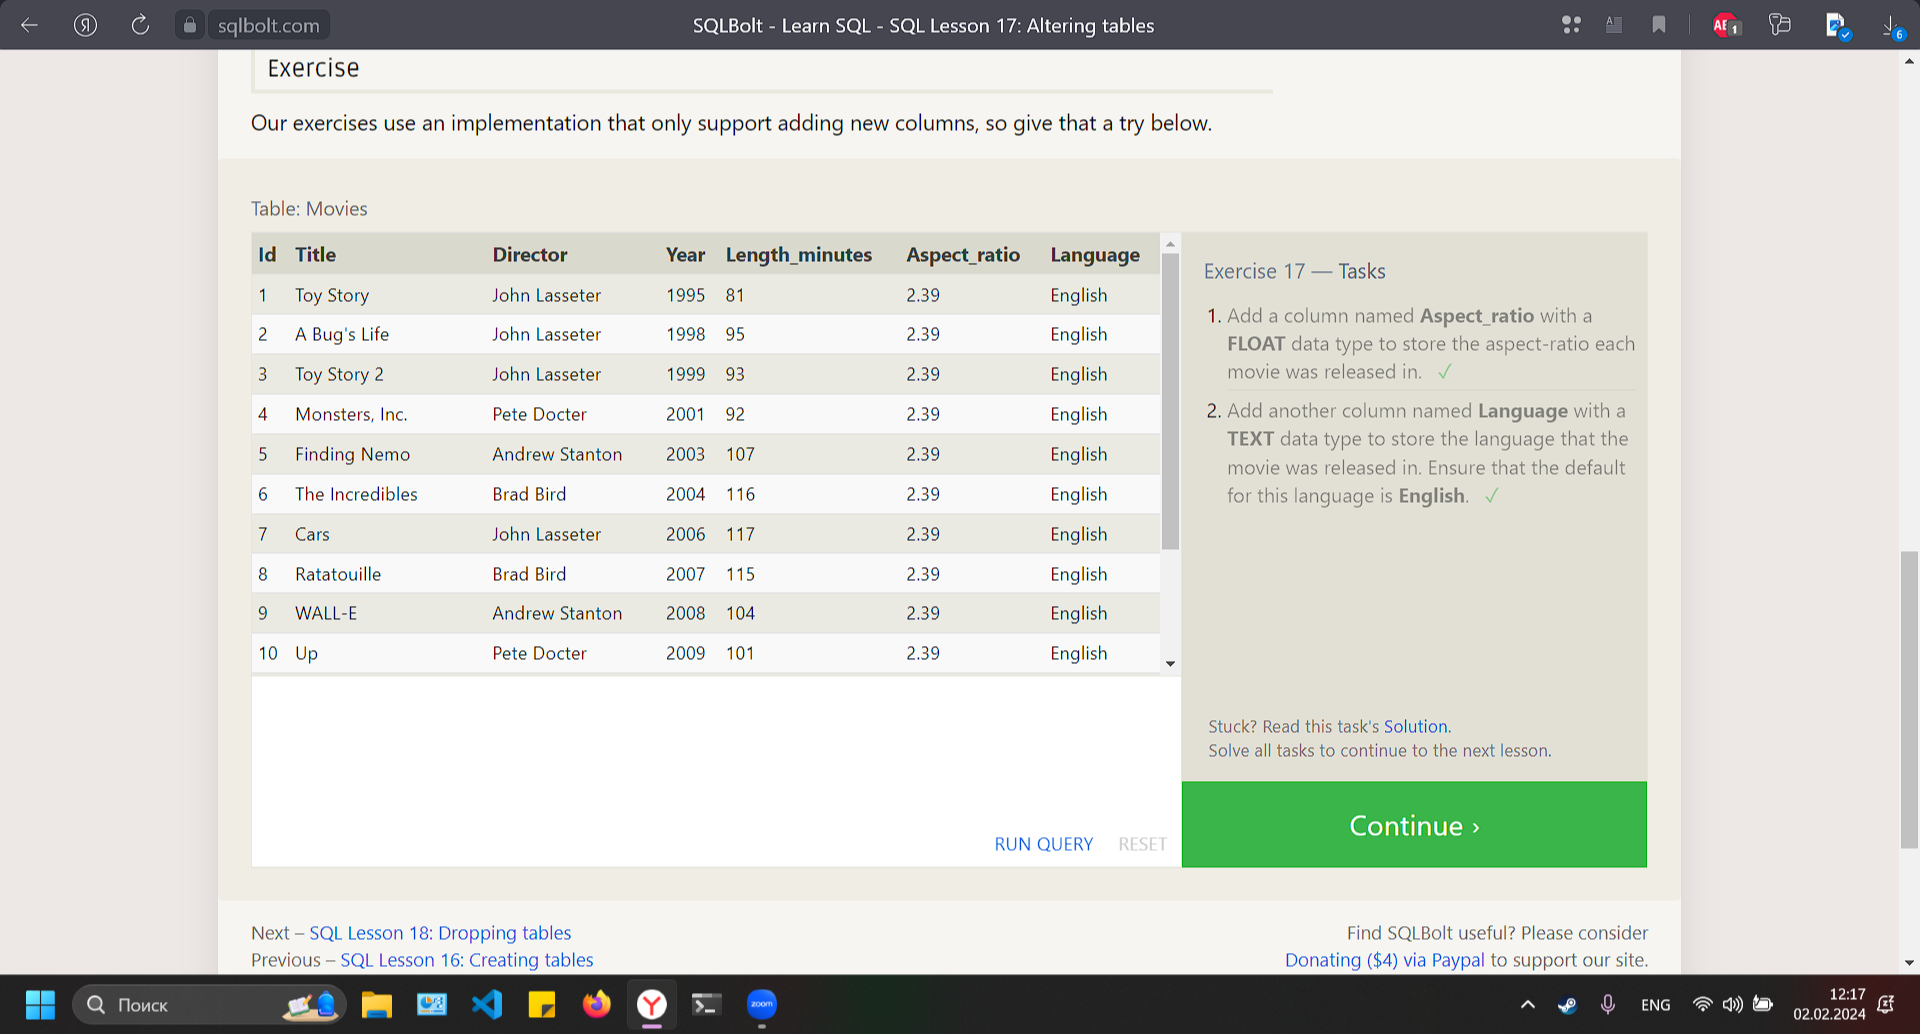 sqlbolt.com
SQLBolt - Learn SQL - SQL Lesson 17: Altering tables
1
6
Exercise
Our exercises use an implementation that only support adding new columns, so give that a try below.
Table: Movies
Id Title Director Year Length_minutes Aspect_ratio Language
1 Toy Story John Lasseter 1995 81 2.39 English
2 A Bug's Life John Lasseter 1998 95 2.39 English
3 Toy Story 2 John Lasseter 1999 93 2.39 English
4 Monsters, Inc. Pete Docter 2001 92 2.39 English
5 Finding Nemo Andrew Stanton 2003 107 2.39 English
6 The Incredibles Brad Bird 2004 116 2.39 English
7 Cars John Lasseter 2006 117 2.39 English
8 Ratatouille Brad Bird 2007 115 2.39 English
9 WALL-E Andrew Stanton 2008 104 2.39 English
10 Up Pete Docter 2009 101 2.39 English
RUN QUERY RESET
Exercise 17 — Tasks
1. Add a column named Aspect_ratio with a
FLOAT data type to store the aspect-ratio each
movie was released in. ✓
2. Add another column named Language with a
TEXT data type to store the language that the
movie was released in. Ensure that the default
for this language is English. ✓
Stuck? Read this task's Solution.
Solve all tasks to continue to the next lesson.
Continue ›
Next – SQL Lesson 18: Dropping tables
Previous – SQL Lesson 16: Creating tables
Find SQLBolt useful? Please consider
Donating ($4) via Paypal to support our site.
Поиск
zoom
ENG
12:17
02.02.2024